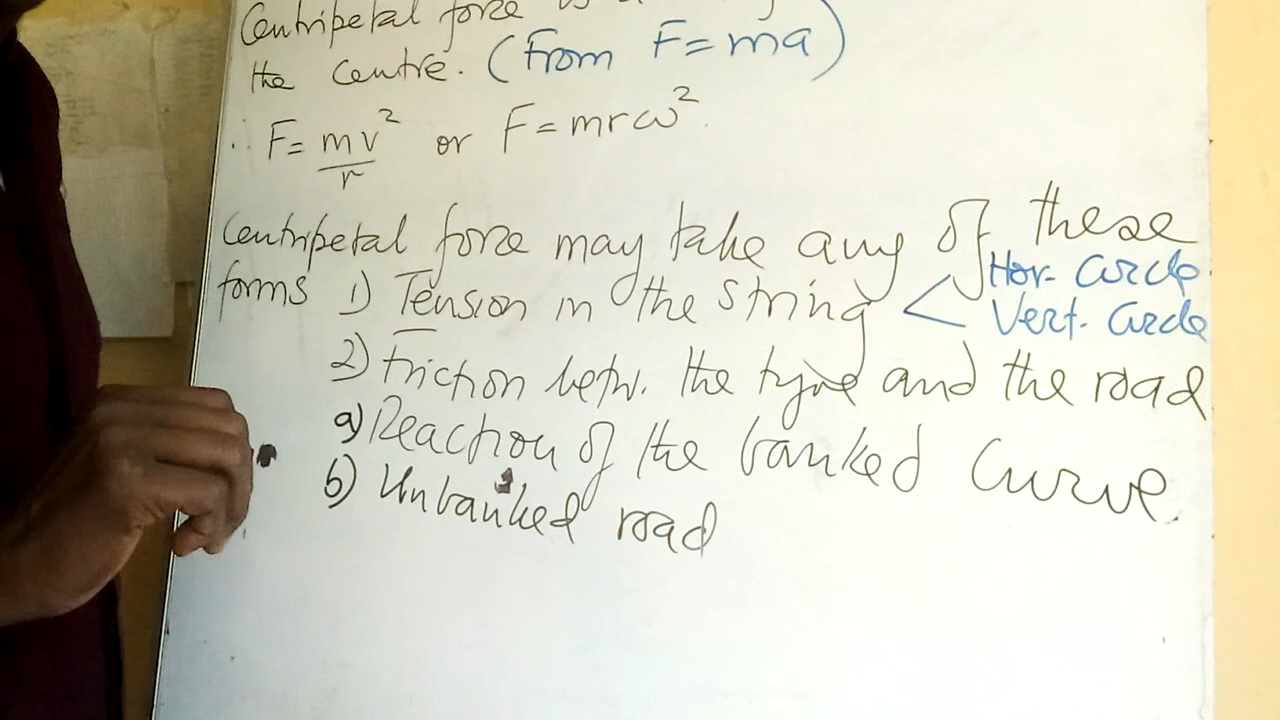 Centripetal force is a
the centre. (From F=ma)
∴ F = mv²/r or F = mrω².
Centripetal force may take any of these
forms 1) Tension in the string < Hor. Circle
Vert. Circle
2) Friction betw. the tyre and the road
a) Reaction of the banked Curve.
b) Unbanked road